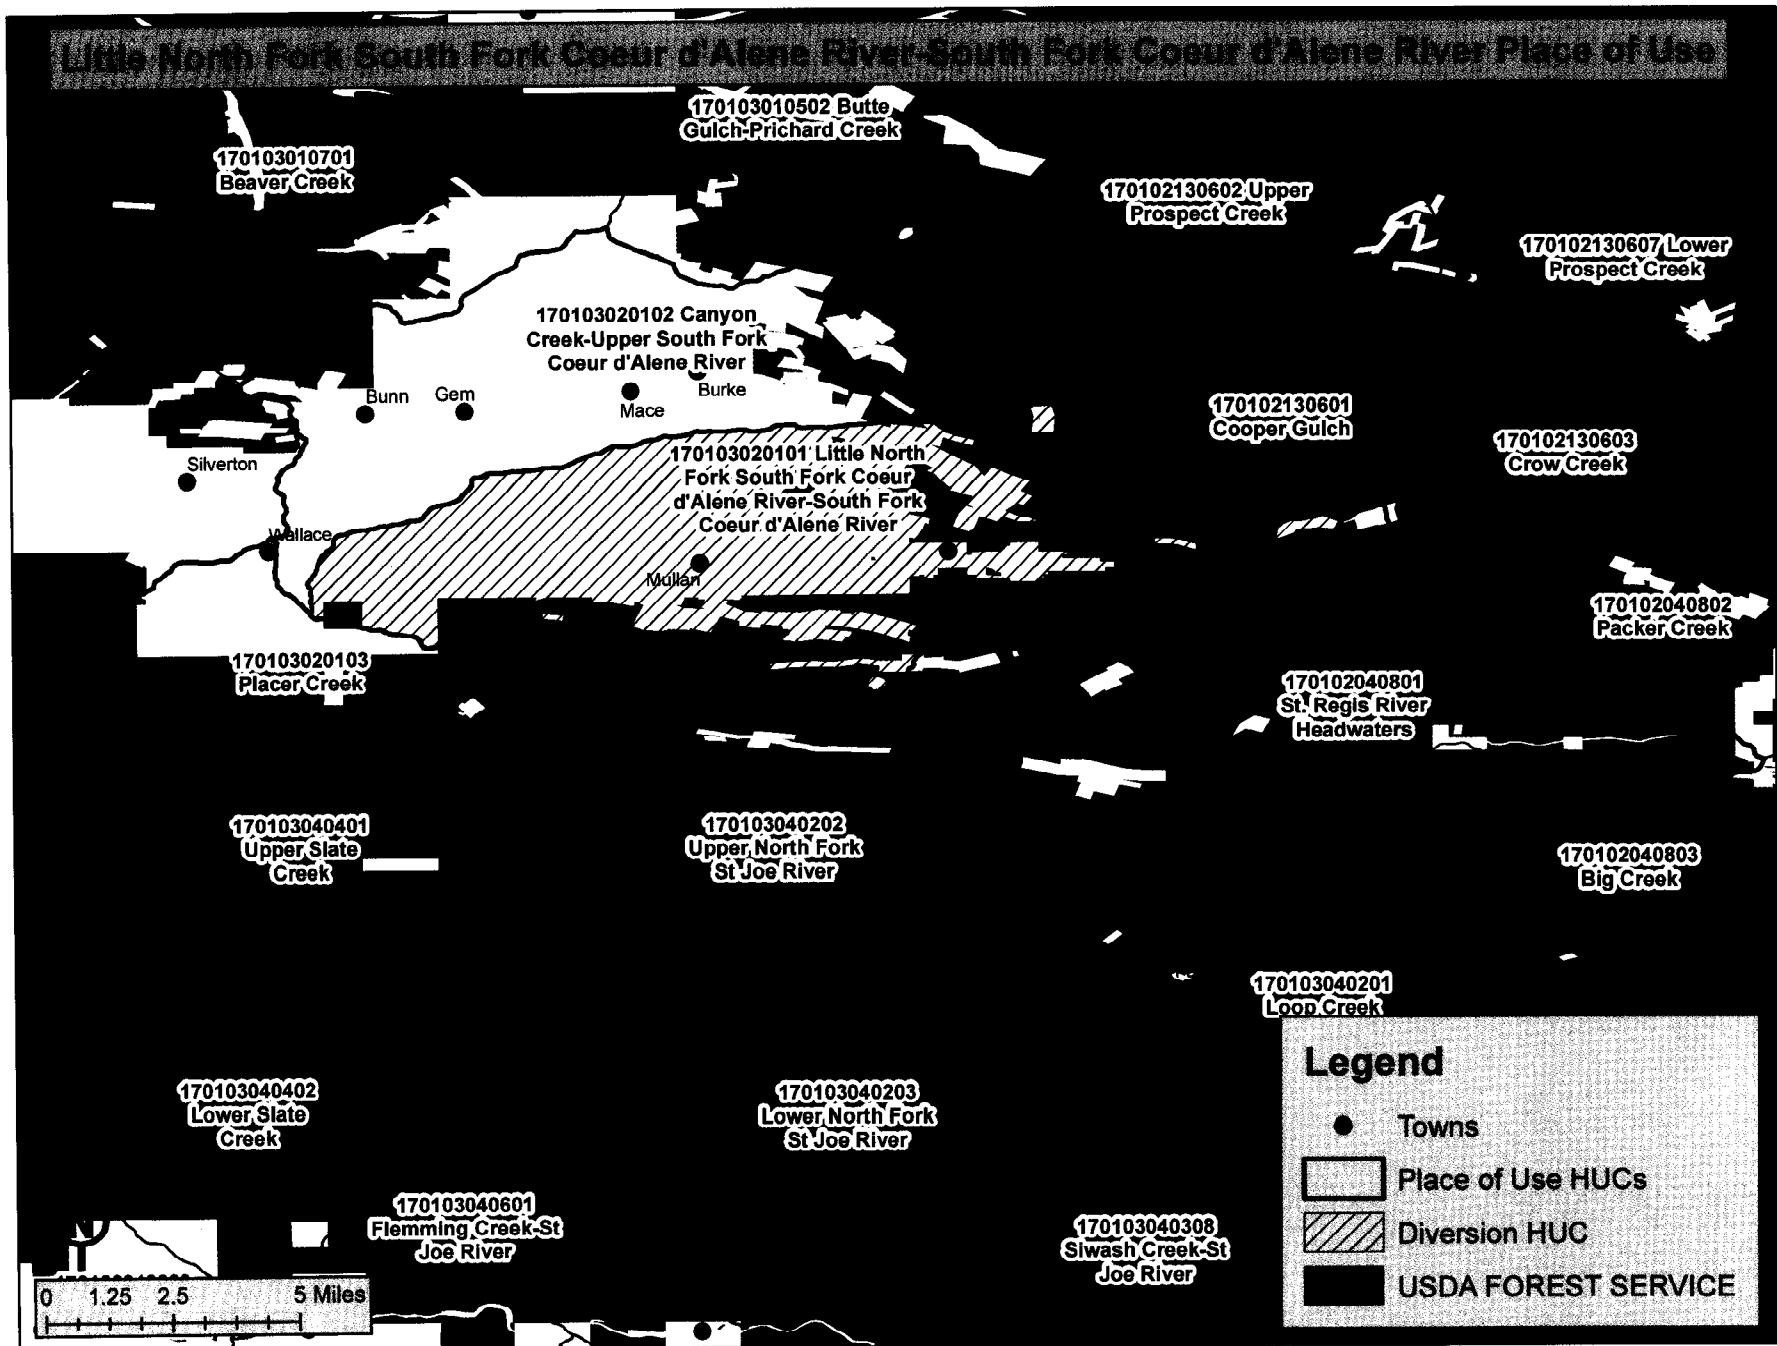 Little North Fork South Fork Coeur d'Alene River-South Fork Coeur d'Alene River Place of Use
170103010502 Butte
Gulch-Prichard Creek
170103010701
Beaver Creek
170102130602 Upper
Prospect Creek
170102130607 Lower
Prospect Creek
170103020102 Canyon
Creek-Upper South Fork
Coeur d'Alene River
Bunn
Gem
Mace
Burke
170102130601
Cooper Gulch
170102130603
Crow Creek
Silverton
170103020101 Little North
Fork South Fork Coeur
d'Alene River-South Fork
Coeur d'Alene River
Wallace
Mullan
170102040802
Packer Creek
170103020103
Placer Creek
170102040801
St. Regis River
Headwaters
170103040401
Upper Slate
Creek
170103040202
Upper North Fork
St Joe River
170102040803
Big Creek
170103040201
Loop Creek
170103040402
Lower Slate
Creek
170103040203
Lower North Fork
St Joe River
170103040601
Flemming Creek-St
Joe River
170103040308
Siwash Creek-St
Joe River
Legend
Towns
Place of Use HUCs
Diversion HUC
USDA FOREST SERVICE
0 1.25 2.5 5 Miles